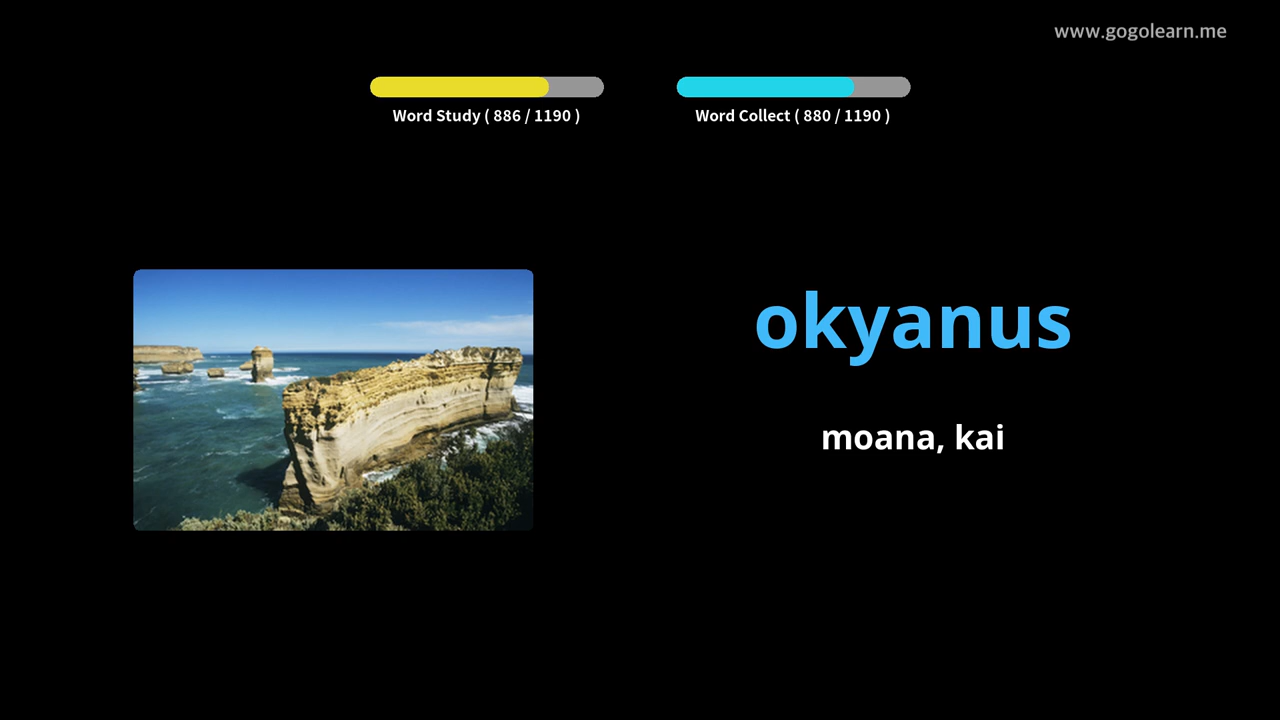 www.gogolearn.me
Word Study ( 886 / 1190 )
Word Collect ( 880 / 1190 )
okyanus
moana, kai